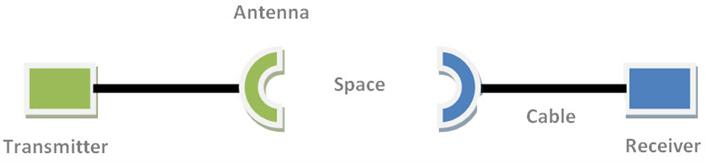 Antenna
Space
Cable
Transmitter
Receiver